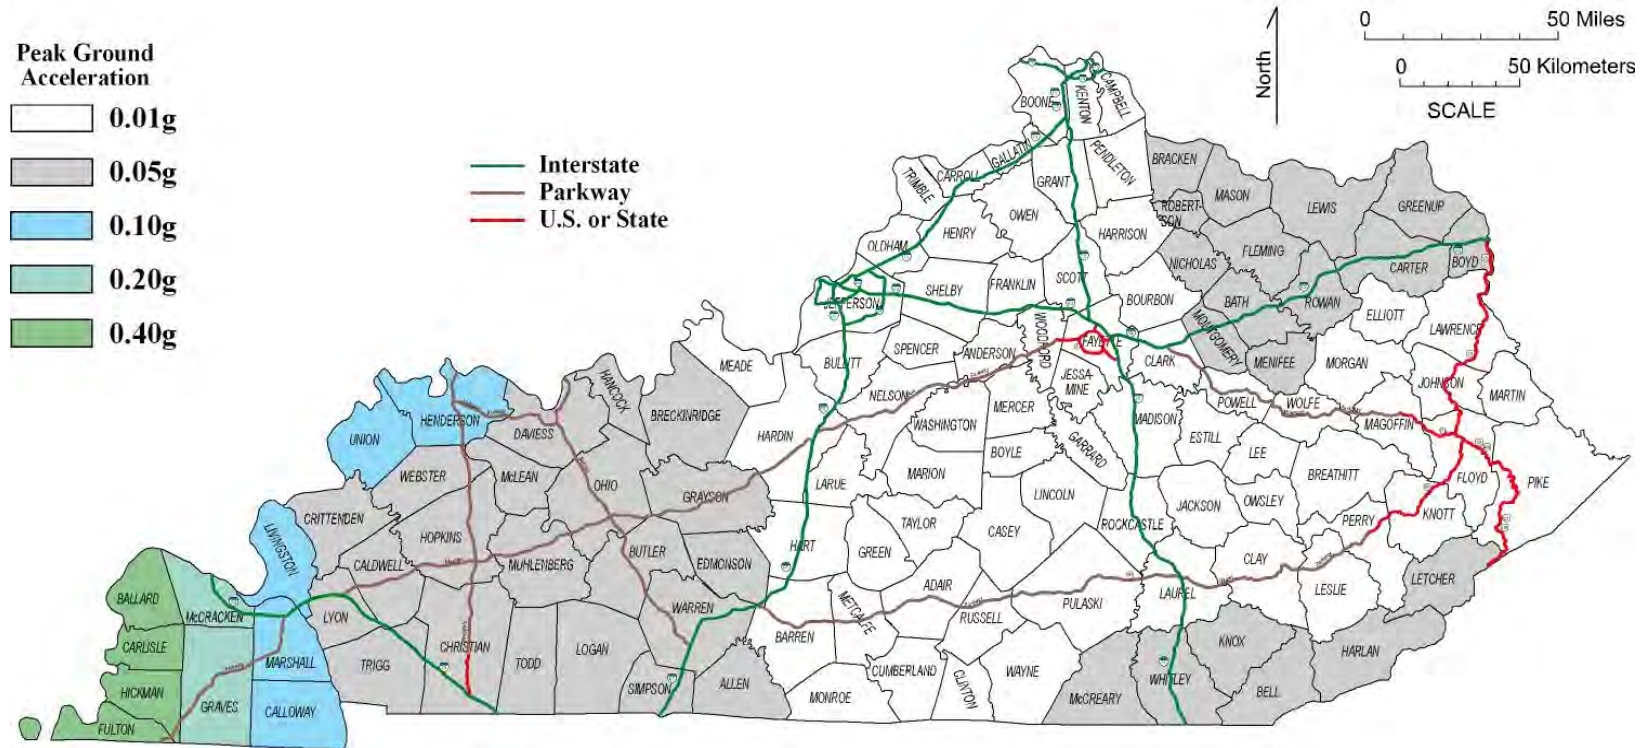 Peak Ground
Acceleration
0.01g
0.05g
0.10g
0.20g
0.40g
Interstate
Parkway
U.S. or State
North
0 50 Miles
0 50 Kilometers
SCALE
BOONE
KENTON
CAMPBELL
GALLATIN
CARROLL
TRIMBLE
GRANT
PENDLETON
BRACKEN
MASON
ROBERT-
SON
LEWIS
GREENUP
OWEN
HENRY
OLDHAM
HARRISON
NICHOLAS
FLEMING
CARTER
BOYD
JEFFERSON
SHELBY
FRANKLIN
SCOTT
BOURBON
BATH
ROWAN
ELLIOTT
LAWRENCE
WOODFORD
FAYETTE
CLARK
MONTGOMERY
MENIFEE
MORGAN
JOHNSON
MARTIN
MEADE
BULLITT
SPENCER
ANDERSON
JESSA-
MINE
NELSON
MERCER
MADISON
POWELL
WOLFE
MAGOFFIN
HANCOCK
BRECKINRIDGE
HARDIN
WASHINGTON
BOYLE
GARRARD
ESTILL
LEE
BREATHITT
FLOYD
PIKE
HENDERSON
UNION
DAVIESS
WEBSTER
McLEAN
OHIO
GRAYSON
LARUE
MARION
LINCOLN
JACKSON
OWSLEY
PERRY
KNOTT
CRITTENDEN
LIVINGSTON
HOPKINS
CALDWELL
MUHLENBERG
BUTLER
EDMONSON
HART
GREEN
TAYLOR
CASEY
ROCKCASTLE
CLAY
LESLIE
LETCHER
BALLARD
McCRACKEN
LYON
WARREN
BARREN
METCALFE
ADAIR
RUSSELL
PULASKI
LAUREL
CARLISLE
MARSHALL
TRIGG
CHRISTIAN
TODD
LOGAN
SIMPSON
ALLEN
MONROE
CUMBERLAND
CLINTON
WAYNE
McCREARY
WHITLEY
KNOX
BELL
HARLAN
HICKMAN
GRAVES
CALLOWAY
FULTON